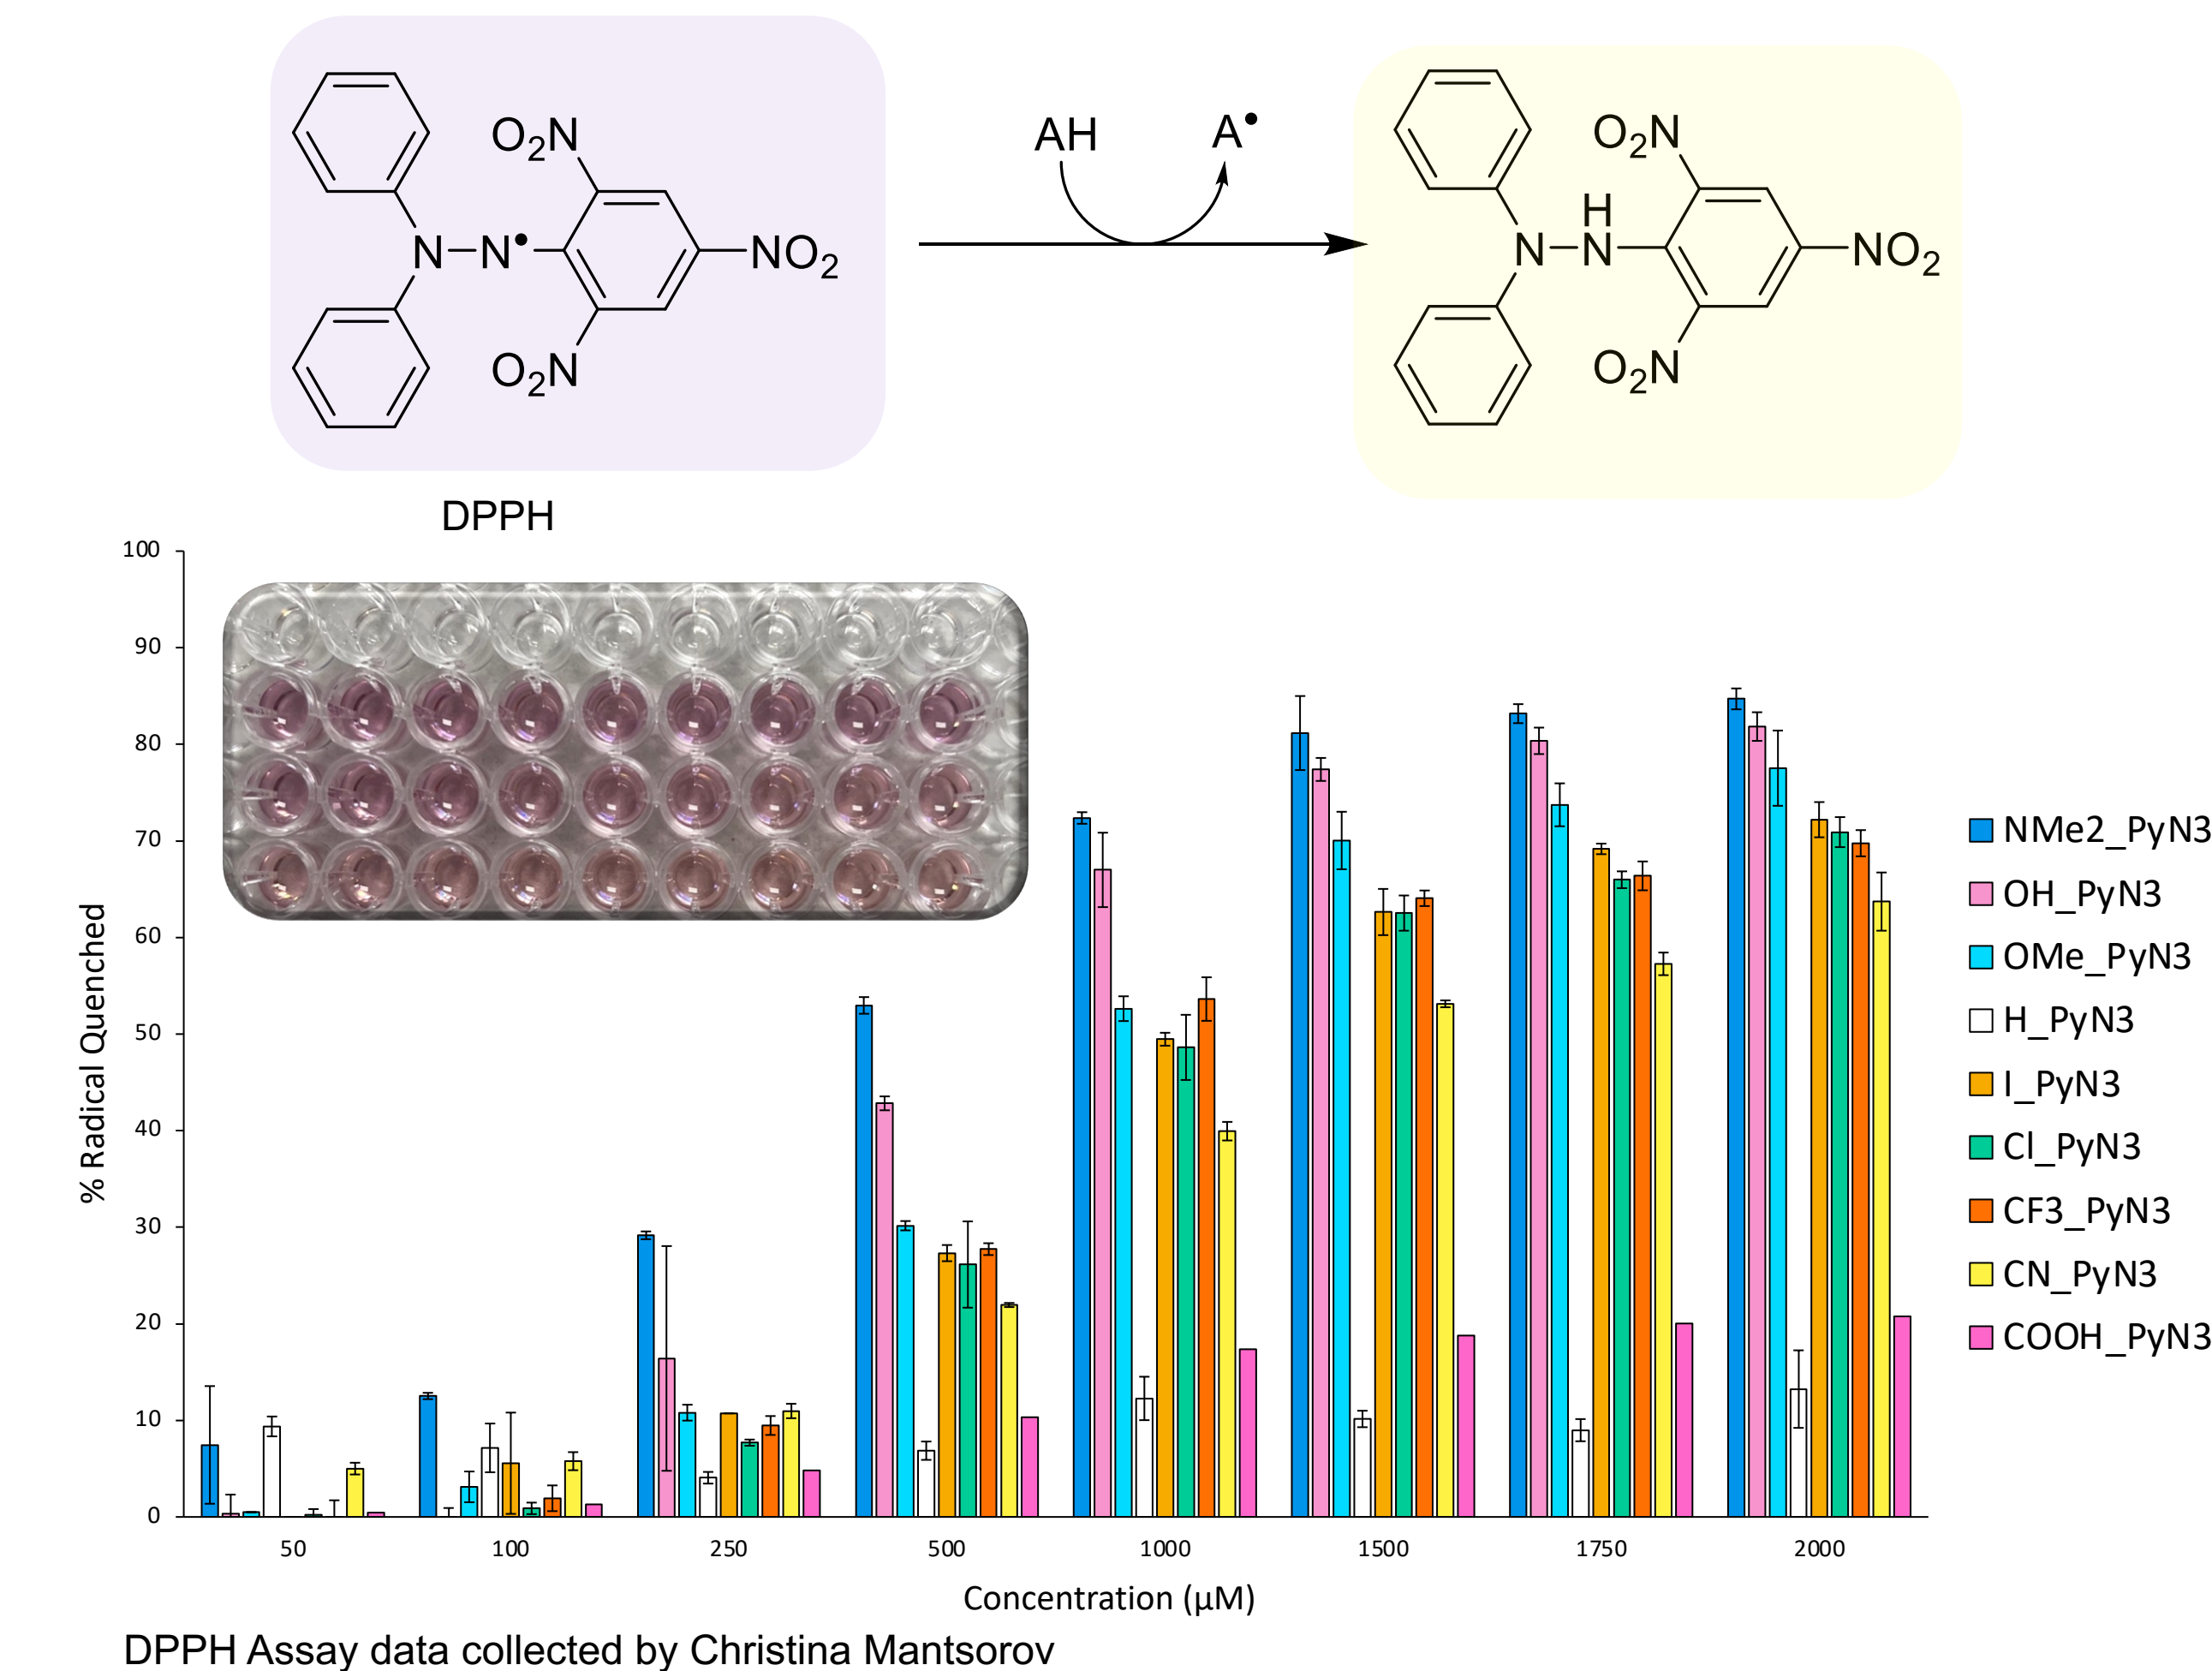 O2N
N
N•
NO2
O2N
AH
A•
O2N
H
N
N
NO2
O2N
DPPH
100
90
80
70
60
50
40
30
20
10
0
% Radical Quenched
50 100 250 500 1000 1500 1750 2000
Concentration (µM)
NMe2_PyN3
OH_PyN3
OMe_PyN3
H_PyN3
I_PyN3
Cl_PyN3
CF3_PyN3
CN_PyN3
COOH_PyN3
DPPH Assay data collected by Christina Mantsorov